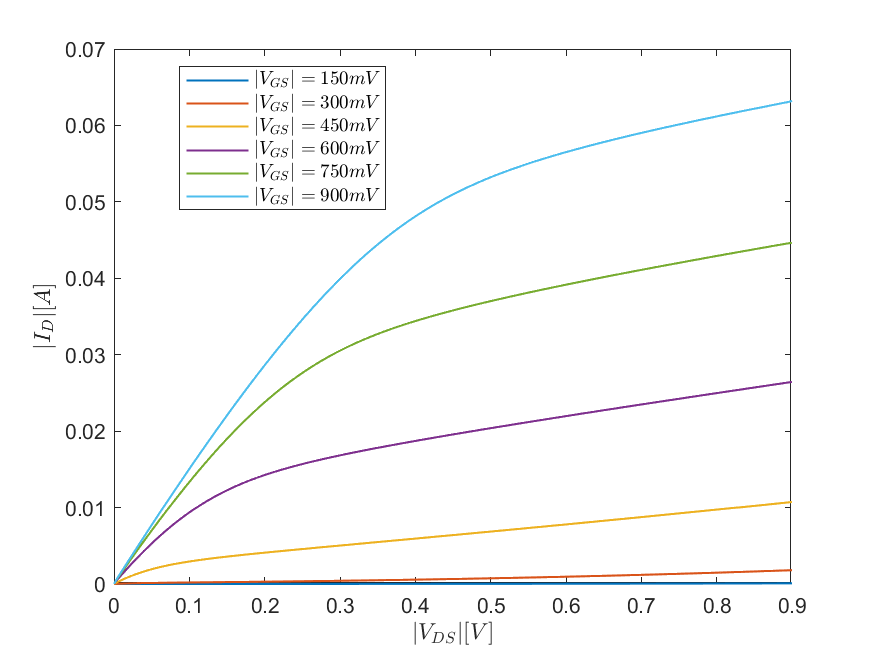 0.07
0.06
0.05
0.04
0.03
0.02
0.01
0
|I_D|[A]
|V_GS| = 150mV
|V_GS| = 300mV
|V_GS| = 450mV
|V_GS| = 600mV
|V_GS| = 750mV
|V_GS| = 900mV
0 0.1 0.2 0.3 0.4 0.5 0.6 0.7 0.8 0.9
|V_DS|[V]